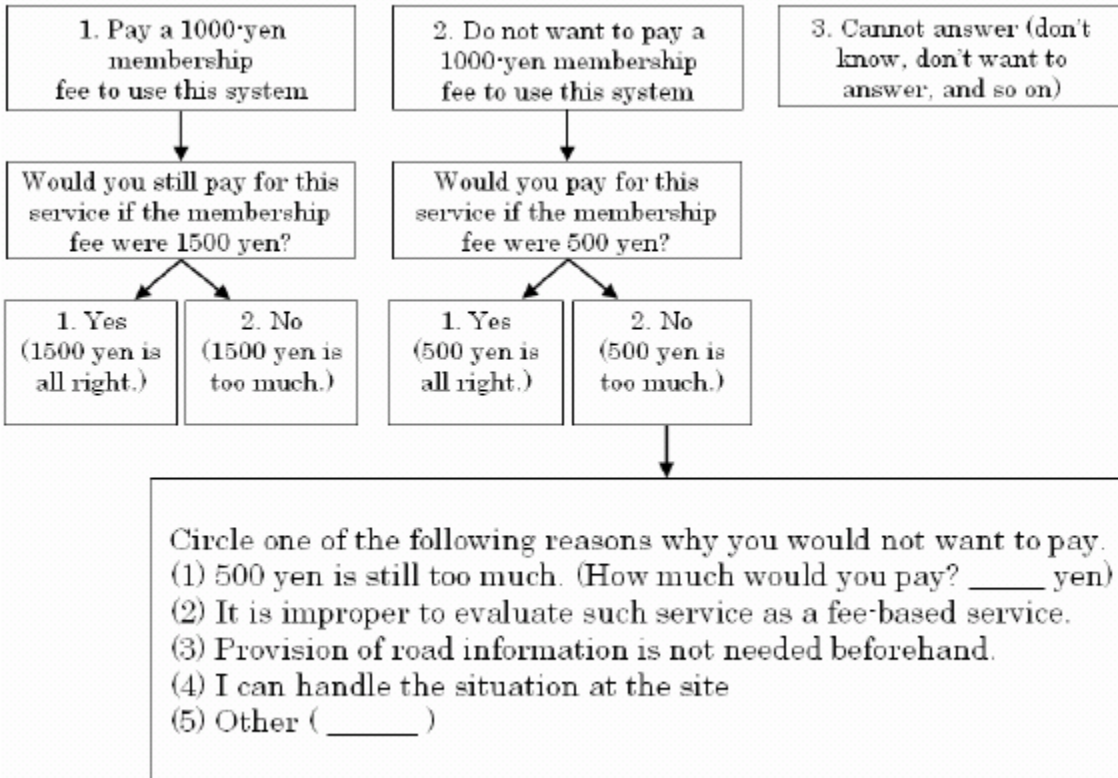 1. Pay a 1000-yen
membership
fee to use this system
2. Do not want to pay a
1000-yen membership
fee to use this system
3. Cannot answer (don't
know, don't want to
answer, and so on)
Would you still pay for this
service if the membership
fee were 1500 yen?
Would you pay for this
service if the membership
fee were 500 yen?
1. Yes
(1500 yen is
all right.)
2. No
(1500 yen is
too much.)
1. Yes
(500 yen is
all right.)
2. No
(500 yen is
too much.)
Circle one of the following reasons why you would not want to pay.
(1) 500 yen is still too much. (How much would you pay? _____ yen)
(2) It is improper to evaluate such service as a fee-based service.
(3) Provision of road information is not needed beforehand.
(4) I can handle the situation at the site
(5) Other ( ______ )